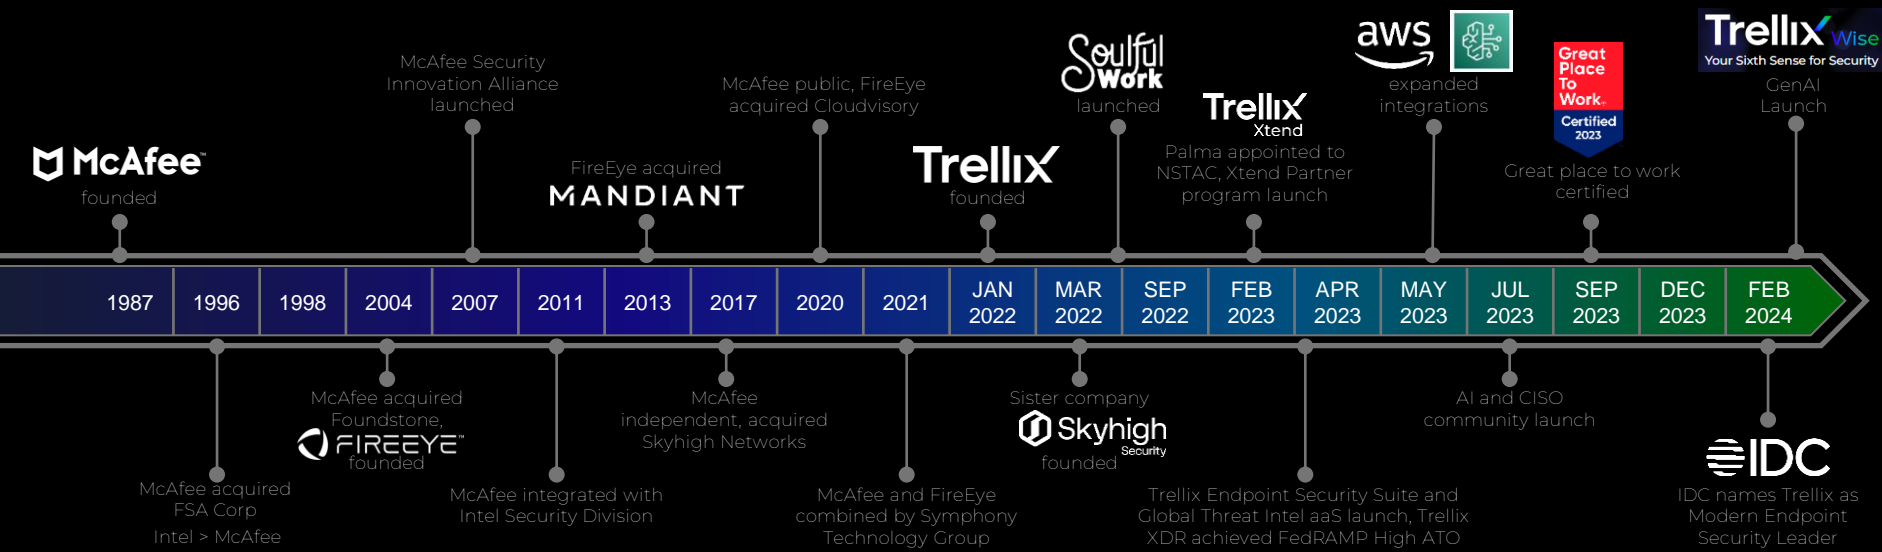 McAfee™
founded
McAfee Security
Innovation Alliance
launched
FireEye acquired
MANDIANT
McAfee public, FireEye
acquired Cloudvisory
Trellix
founded
Soulful
Work
launched
Trellix
Xtend
Palma appointed to
NSTAC, Xtend Partner
program launch
aws
expanded
integrations
Great
Place
To
Work.
Certified
2023
Great place to work
certified
Trellix Wise
Your Sixth Sense for Security
GenAI
Launch
1987
1996
1998
2004
2007
2011
2013
2017
2020
2021
JAN
2022
MAR
2022
SEP
2022
FEB
2023
APR
2023
MAY
2023
JUL
2023
SEP
2023
DEC
2023
FEB
2024
McAfee acquired
FSA Corp
Intel > McAfee
McAfee acquired
Foundstone,
FIREEYE™
founded
McAfee integrated with
Intel Security Division
McAfee
independent, acquired
Skyhigh Networks
McAfee and FireEye
combined by Symphony
Technology Group
Sister company
Skyhigh
Security
founded
Trellix Endpoint Security Suite and
Global Threat Intel aaS launch, Trellix
XDR achieved FedRAMP High ATO
AI and CISO
community launch
IDC
IDC names Trellix as
Modern Endpoint
Security Leader